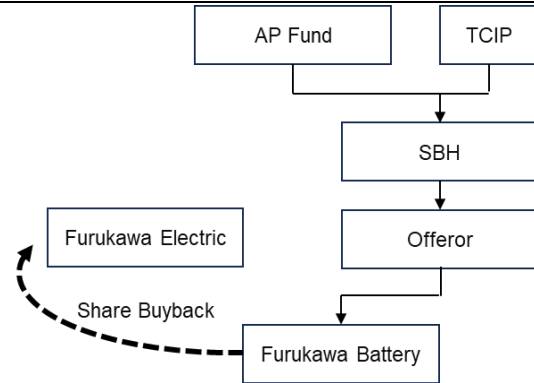 AP Fund
TCIP
SBH
Furukawa Electric
Offeror
Share Buyback
Furukawa Battery